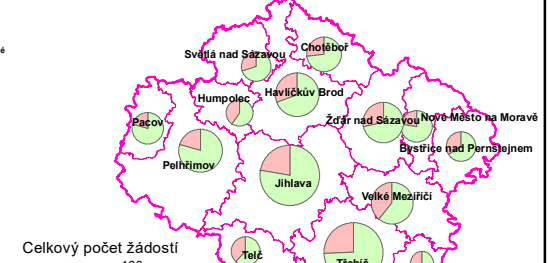 Chotěboř
Světlá nad Sázavou
Havlíčkův Brod
Humpolec
Pacov
Žďár nad Sázavou
Nové Město na Moravě
Bystřice nad Pernštejnem
Pelhřimov
Jihlava
Velké Meziříčí
Celkový počet žádostí
Telč
Třebíč